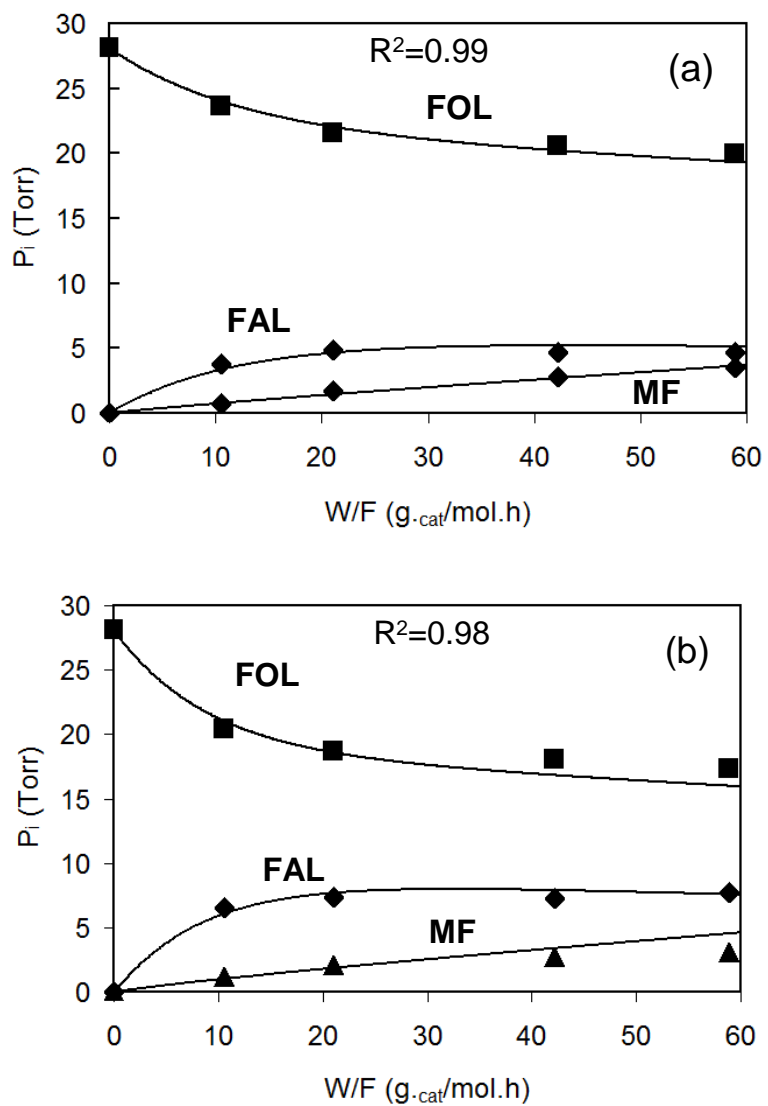 R²=0.99
(a)
FOL
FAL
MF
30
25
20
15
10
5
0
Pᵢ (Torr)
0 10 20 30 40 50 60
W/F (g.cat/mol.h)
R²=0.98
(b)
FOL
FAL
MF
30
25
20
15
10
5
0
Pᵢ (Torr)
0 10 20 30 40 50 60
W/F (g.cat/mol.h)